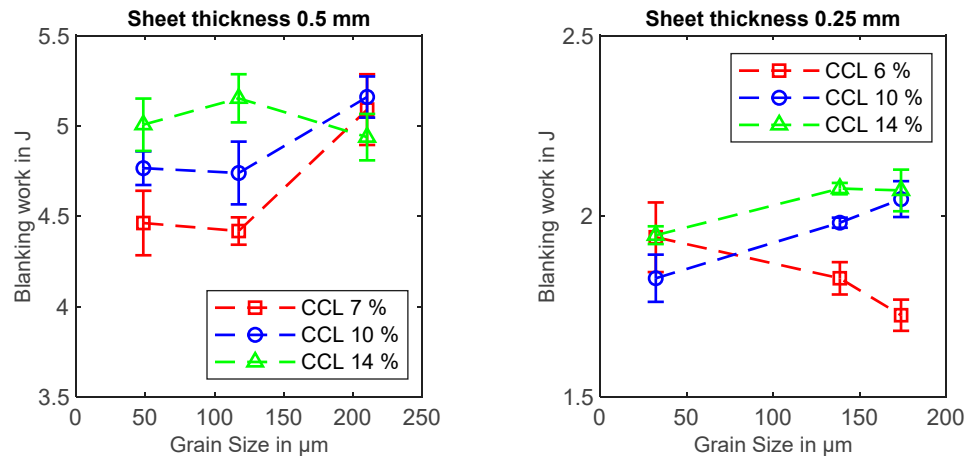 Sheet thickness 0.5 mm
5.5
5
4.5
4
3.5
Blanking work in J
CCL 7 %
CCL 10 %
CCL 14 %
0 50 100 150 200 250
Grain Size in µm
Sheet thickness 0.25 mm
2.5
2
1.5
Blanking work in J
CCL 6 %
CCL 10 %
CCL 14 %
0 50 100 150 200
Grain Size in µm